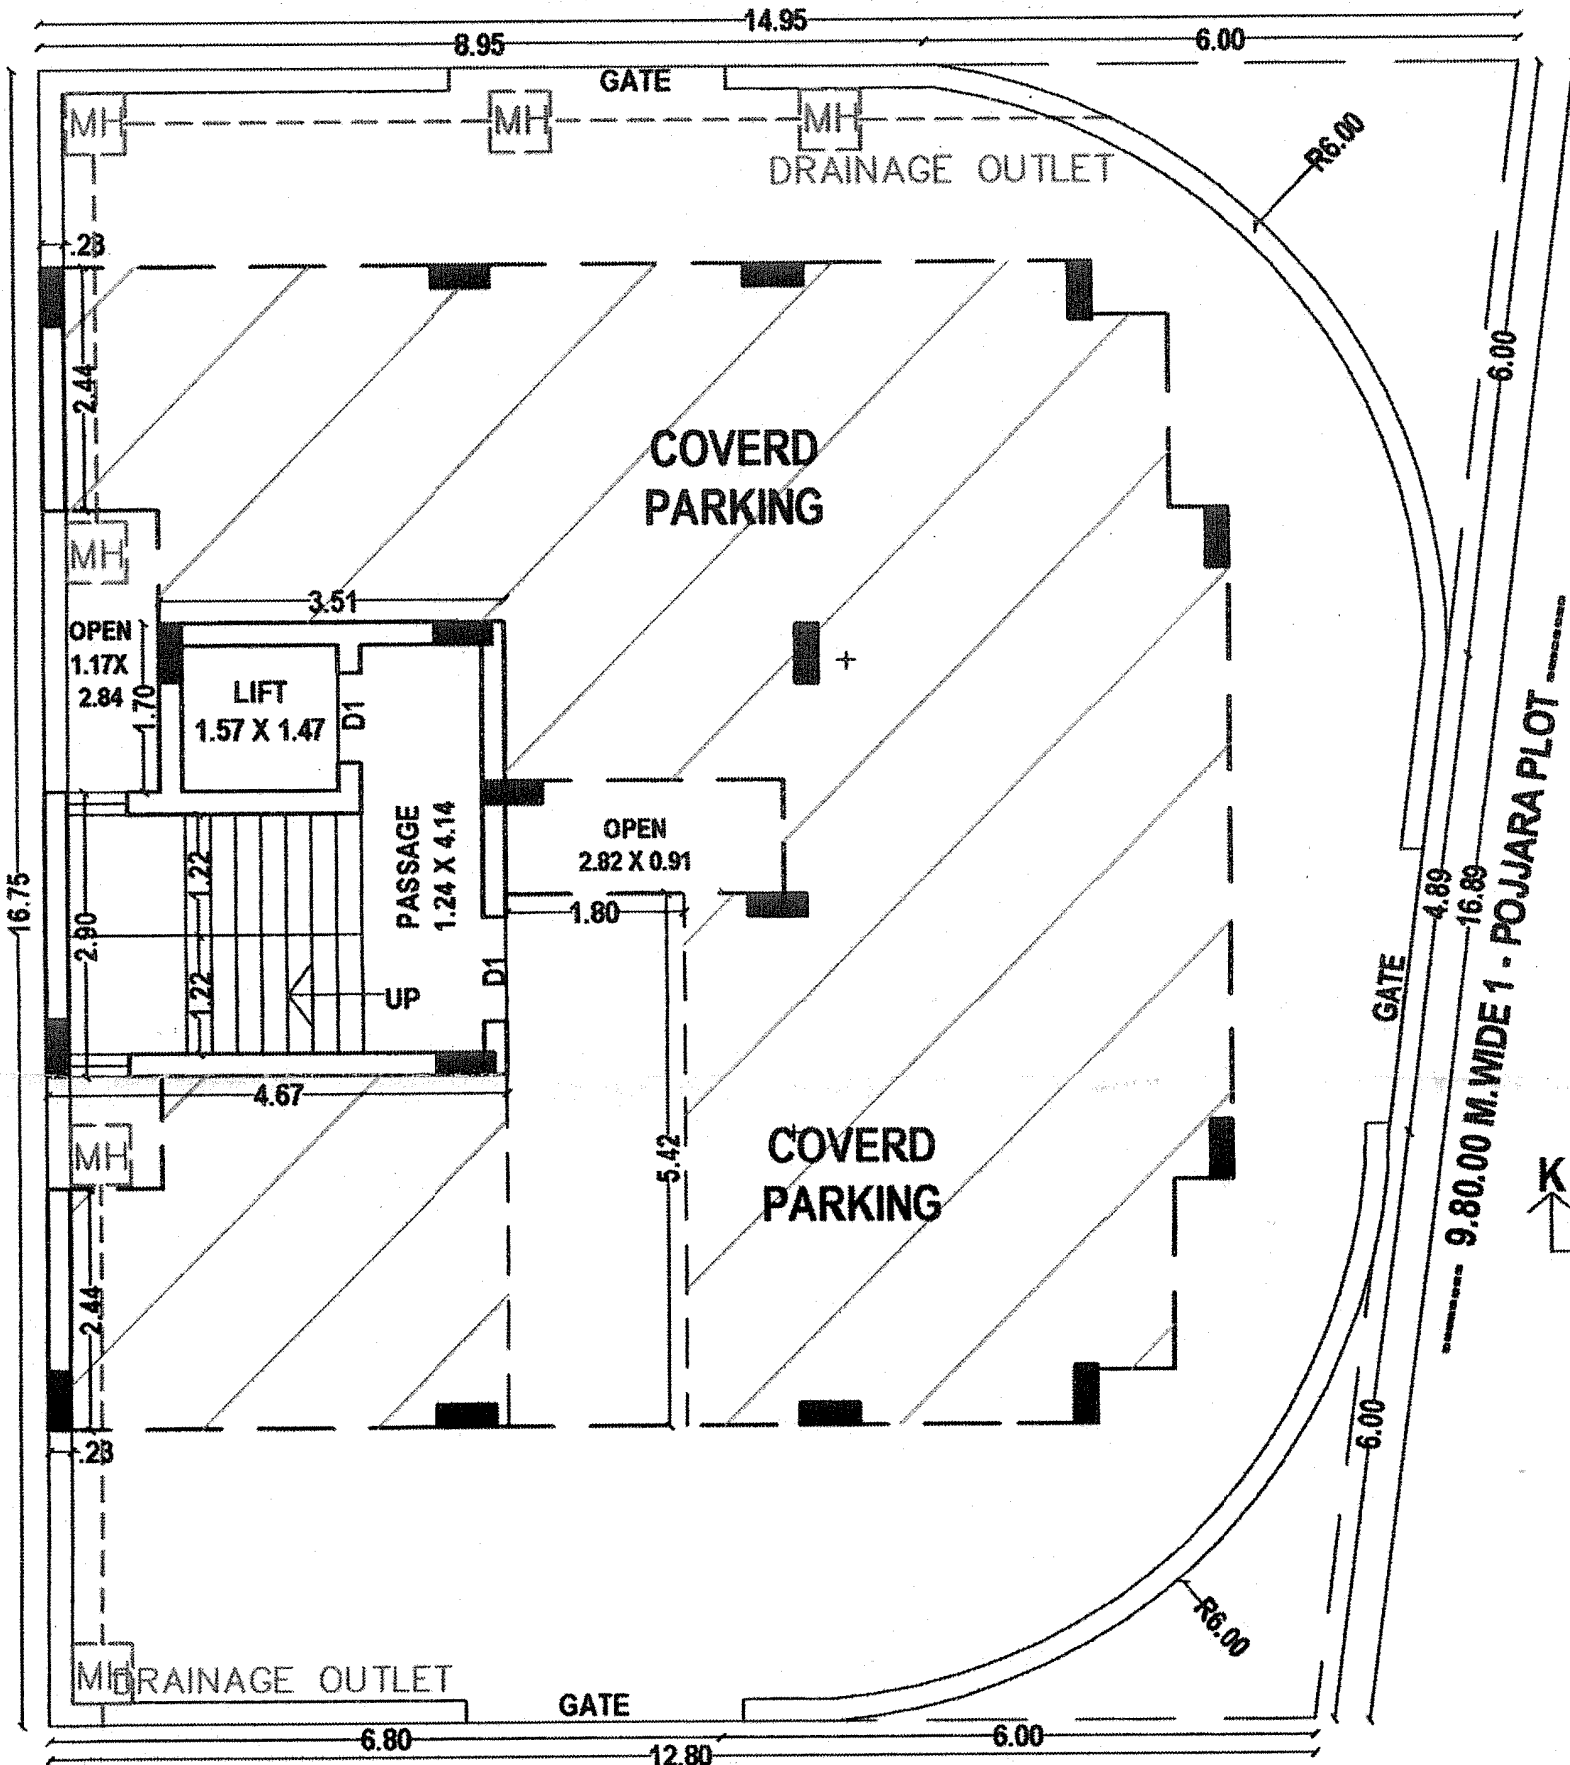 14.95
8.95
6.00
GATE
MH
MH
MH
DRAINAGE OUTLET
R6.00
.23
2.44
6.00
COVERD
PARKING
MH
3.51
OPEN
1.17X
2.84
1.70
LIFT
1.57 X 1.47
D1
PASSAGE
1.24 X 4.14
OPEN
2.82 X 0.91
1.80
16.75
2.90
1.22
1.22
UP
D1
4.89
16.89
GATE
9.80.00 M.WIDE 1 - POJJARA PLOT
4.67
MH
5.42
COVERD
PARKING
K
2.44
.23
6.00
R6.00
MH
DRAINAGE OUTLET
GATE
6.80
6.00
12.80